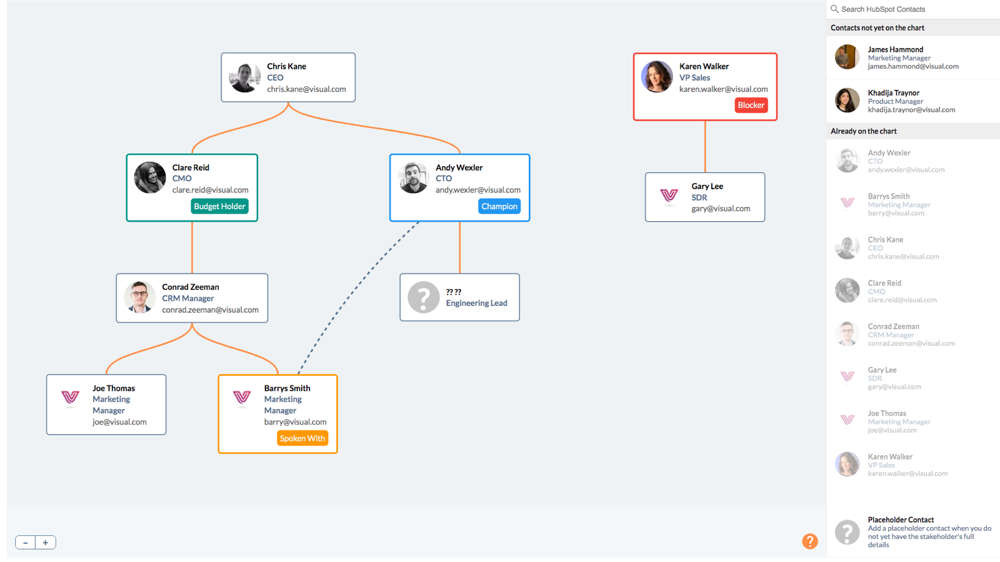 Chris Kane
CEO
chris.kane@visual.com
Karen Walker
VP Sales
karen.walker@visual.com
Blocker
Clare Reid
CMO
clare.reid@visual.com
Budget Holder
Andy Wexler
CTO
andy.wexler@visual.com
Champion
Gary Lee
SDR
gary@visual.com
Conrad Zeeman
CRM Manager
conrad.zeeman@visual.com
?
?? ??
Engineering Lead
Joe Thomas
Marketing
Manager
joe@visual.com
Barrys Smith
Marketing
Manager
barry@visual.com
Spoken With
–
+
?
Search HubSpot Contacts
Contacts not yet on the chart
James Hammond
Marketing Manager
james.hammond@visual.com
Khadija Traynor
Product Manager
khadija.traynor@visual.com
Already on the chart
Andy Wexler
CTO
andy.wexler@visual.com
Barrys Smith
Marketing Manager
barry@visual.com
Chris Kane
CEO
chris.kane@visual.com
Clare Reid
CMO
clare.reid@visual.com
Conrad Zeeman
CRM Manager
conrad.zeeman@visual.com
Gary Lee
SDR
gary@visual.com
Joe Thomas
Marketing Manager
joe@visual.com
Karen Walker
VP Sales
karen.walker@visual.com
?
Placeholder Contact
Add a placeholder contact when you do
not yet have the stakeholder's full
details